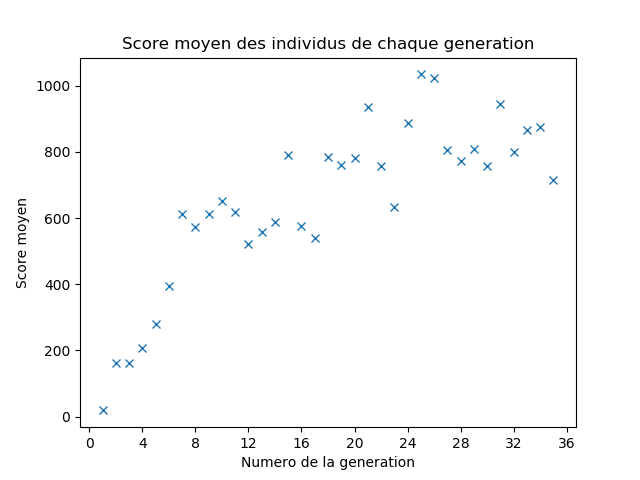 Score moyen des individus de chaque generation
1000
800
600
400
200
0
Score moyen
0 4 8 12 16 20 24 28 32 36
Numero de la generation